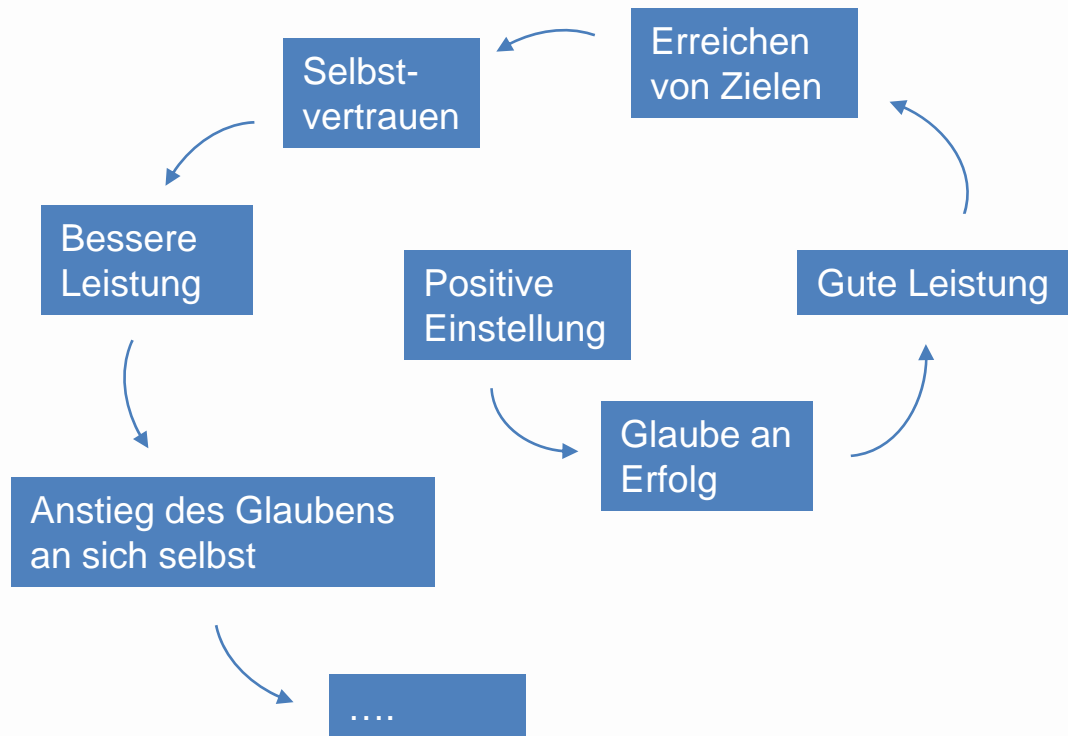 Erreichen
von Zielen
Selbst-
vertrauen
Bessere
Leistung
Positive
Einstellung
Gute Leistung
Glaube an
Erfolg
Anstieg des Glaubens
an sich selbst
….